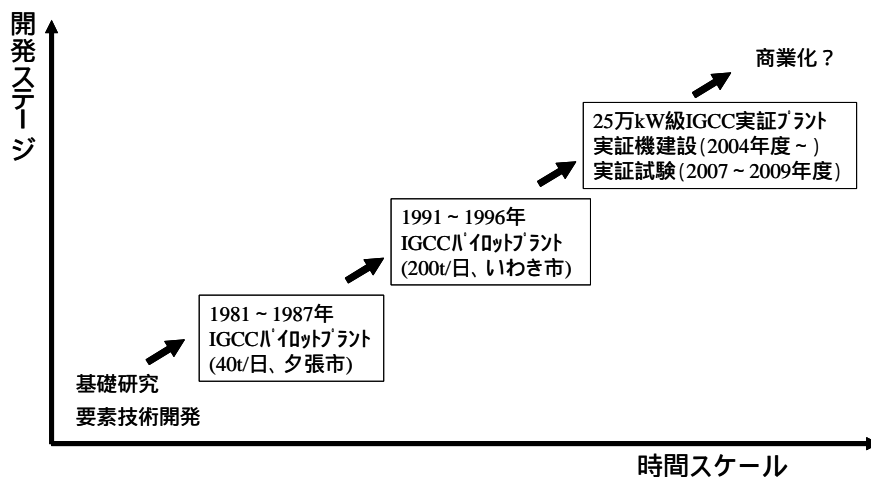 開発ステージ
商業化？
25万kW級IGCC実証ﾌﾟﾗﾝﾄ
実証機建設(2004年度～)
実証試験(2007～2009年度)
1991～1996年
IGCCﾊﾟｲﾛｯﾄﾌﾟﾗﾝﾄ
(200t/日、いわき市)
1981～1987年
IGCCﾊﾟｲﾛｯﾄﾌﾟﾗﾝﾄ
(40t/日、夕張市)
基礎研究
要素技術開発
時間スケール